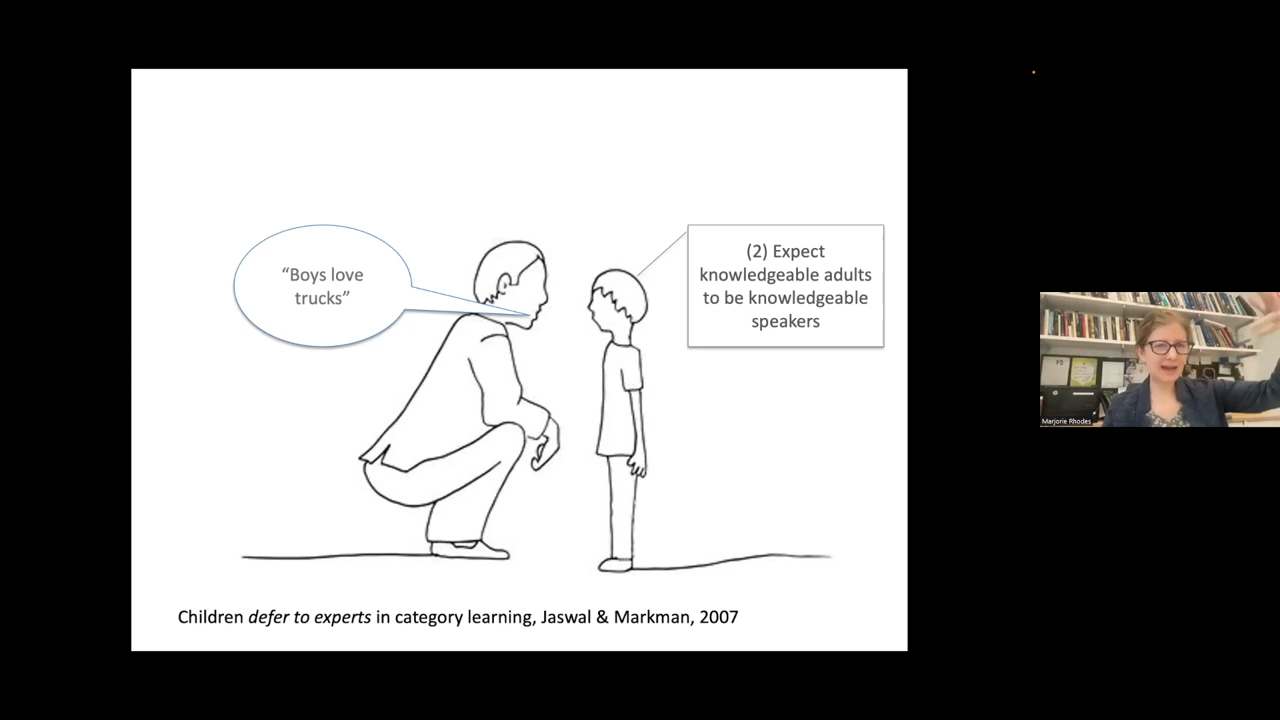 “Boys love
trucks”
(2) Expect
knowledgeable adults
to be knowledgeable
speakers
Children defer to experts in category learning, Jaswal & Markman, 2007
Marjorie Rhodes